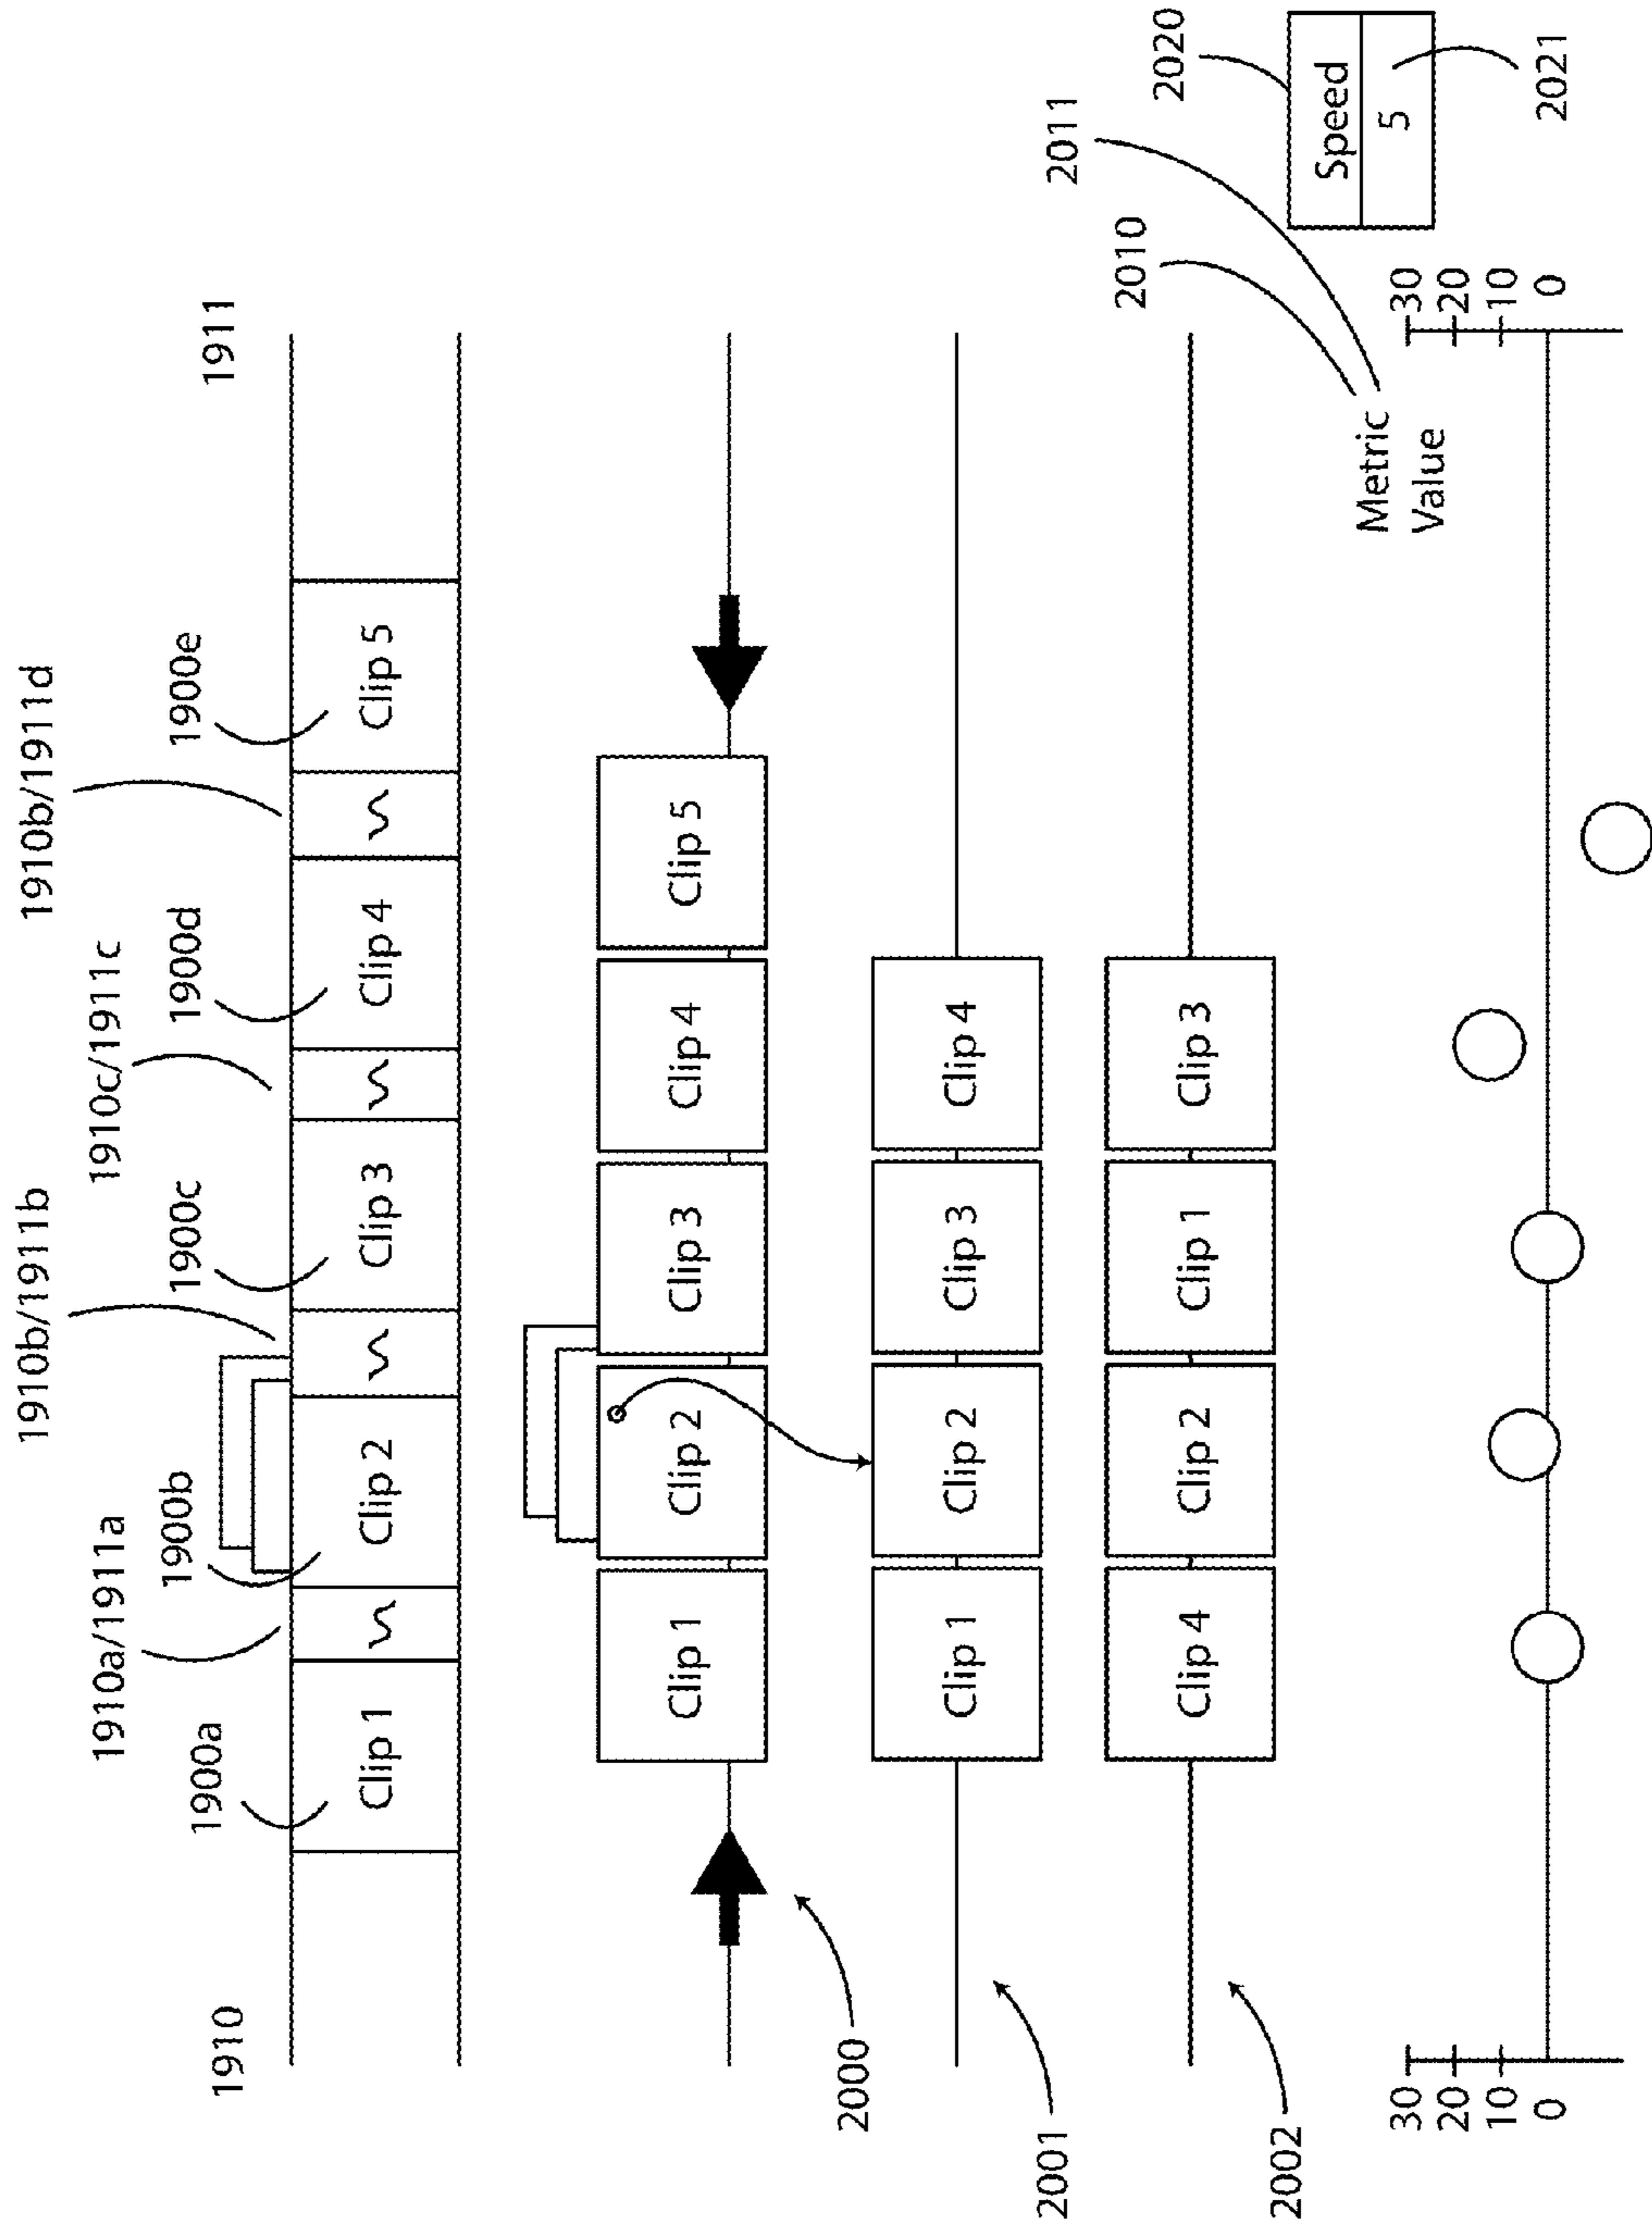 1910
1911
1910b/1911b
1910b/1911d
1910a/1911a
1910c/1911c
1900a
1900b
1900c
1900d
1900e
Clip 1
Clip 2
Clip 3
Clip 4
Clip 5
Clip 1
Clip 2
Clip 3
Clip 4
Clip 5
2000
Clip 1
Clip 2
Clip 3
Clip 4
2001
Clip 4
Clip 2
Clip 1
Clip 3
2002
2011
2010
2020
Metric
Value
Speed
5
2021
30
20
10
0
30
20
10
0